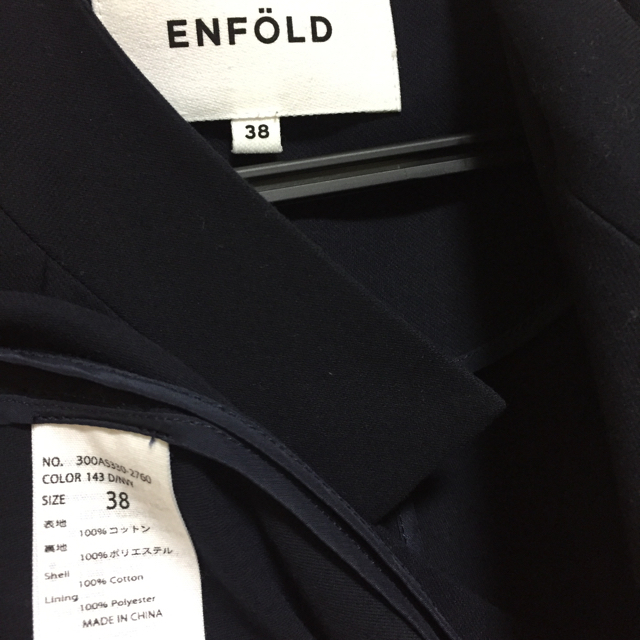 ENFÖLD
38
NO. 300AS530-2760
COLOR 143 D/NVY
SIZE 38
表地
100%コットン
裏地
100%ポリエステル
Shell
100% Cotton
Lining
100% Polyester
MADE IN CHINA